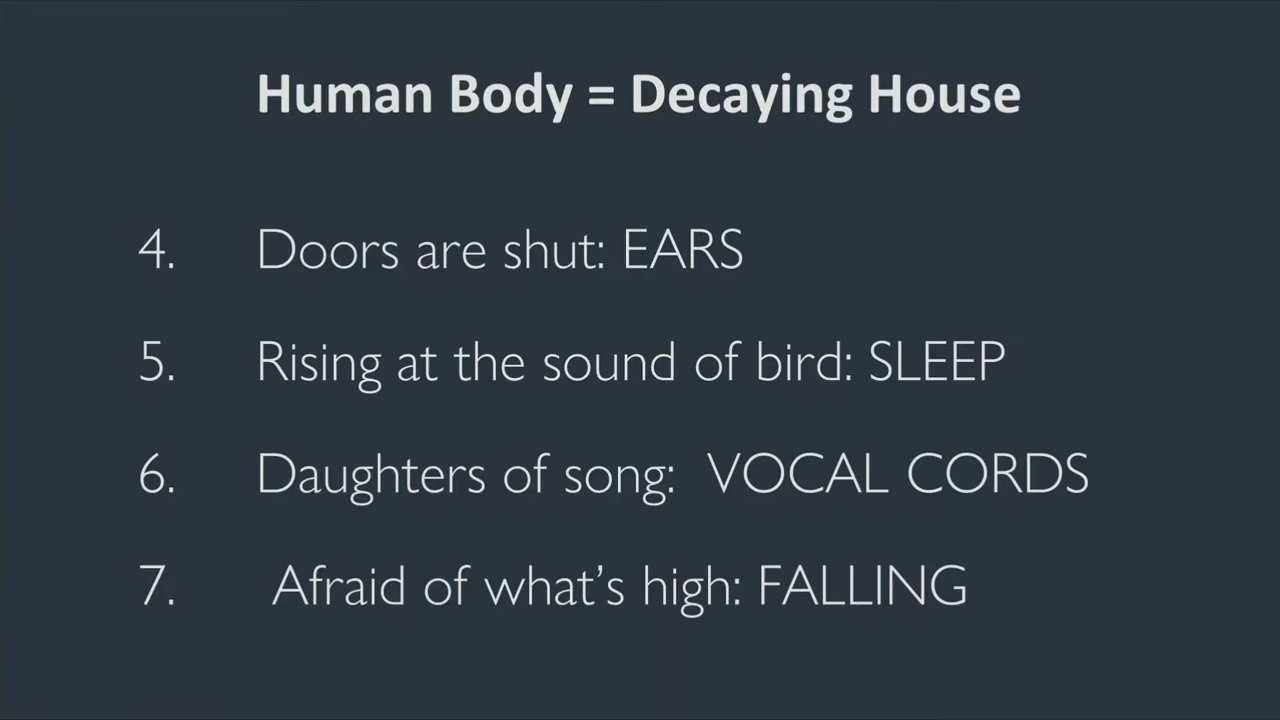 Human Body = Decaying House
4. Doors are shut: EARS
5. Rising at the sound of bird: SLEEP
6. Daughters of song: VOCAL CORDS
7. Afraid of what’s high: FALLING